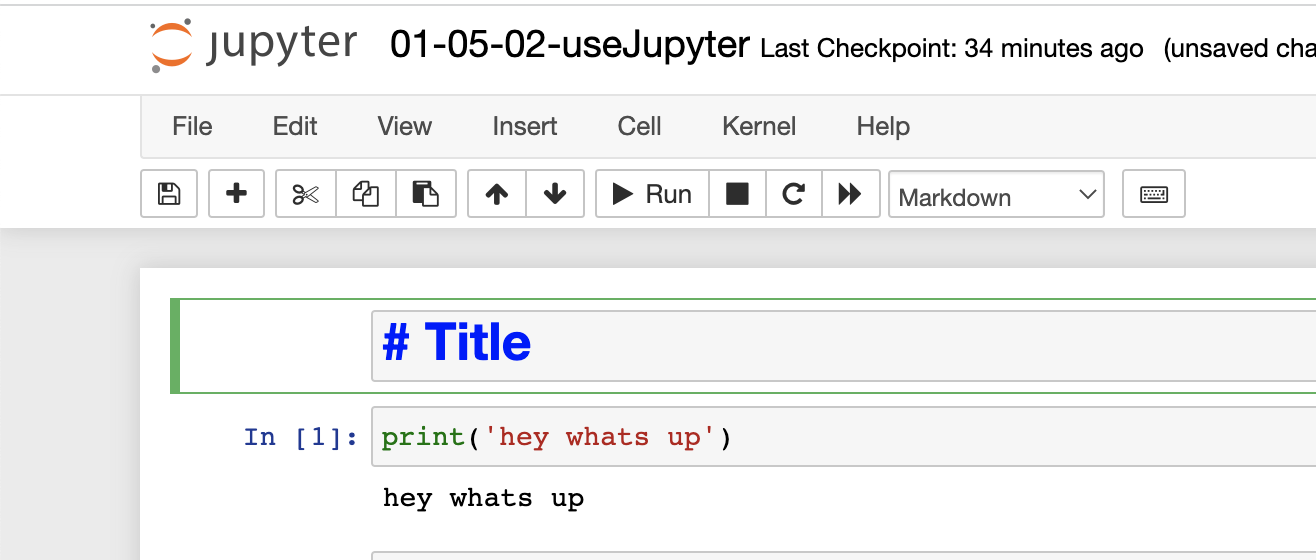 jupyter 01-05-02-useJupyter Last Checkpoint: 34 minutes ago (unsaved cha
File Edit View Insert Cell Kernel Help
Run Markdown
# Title
In [1]: print('hey whats up')
hey whats up